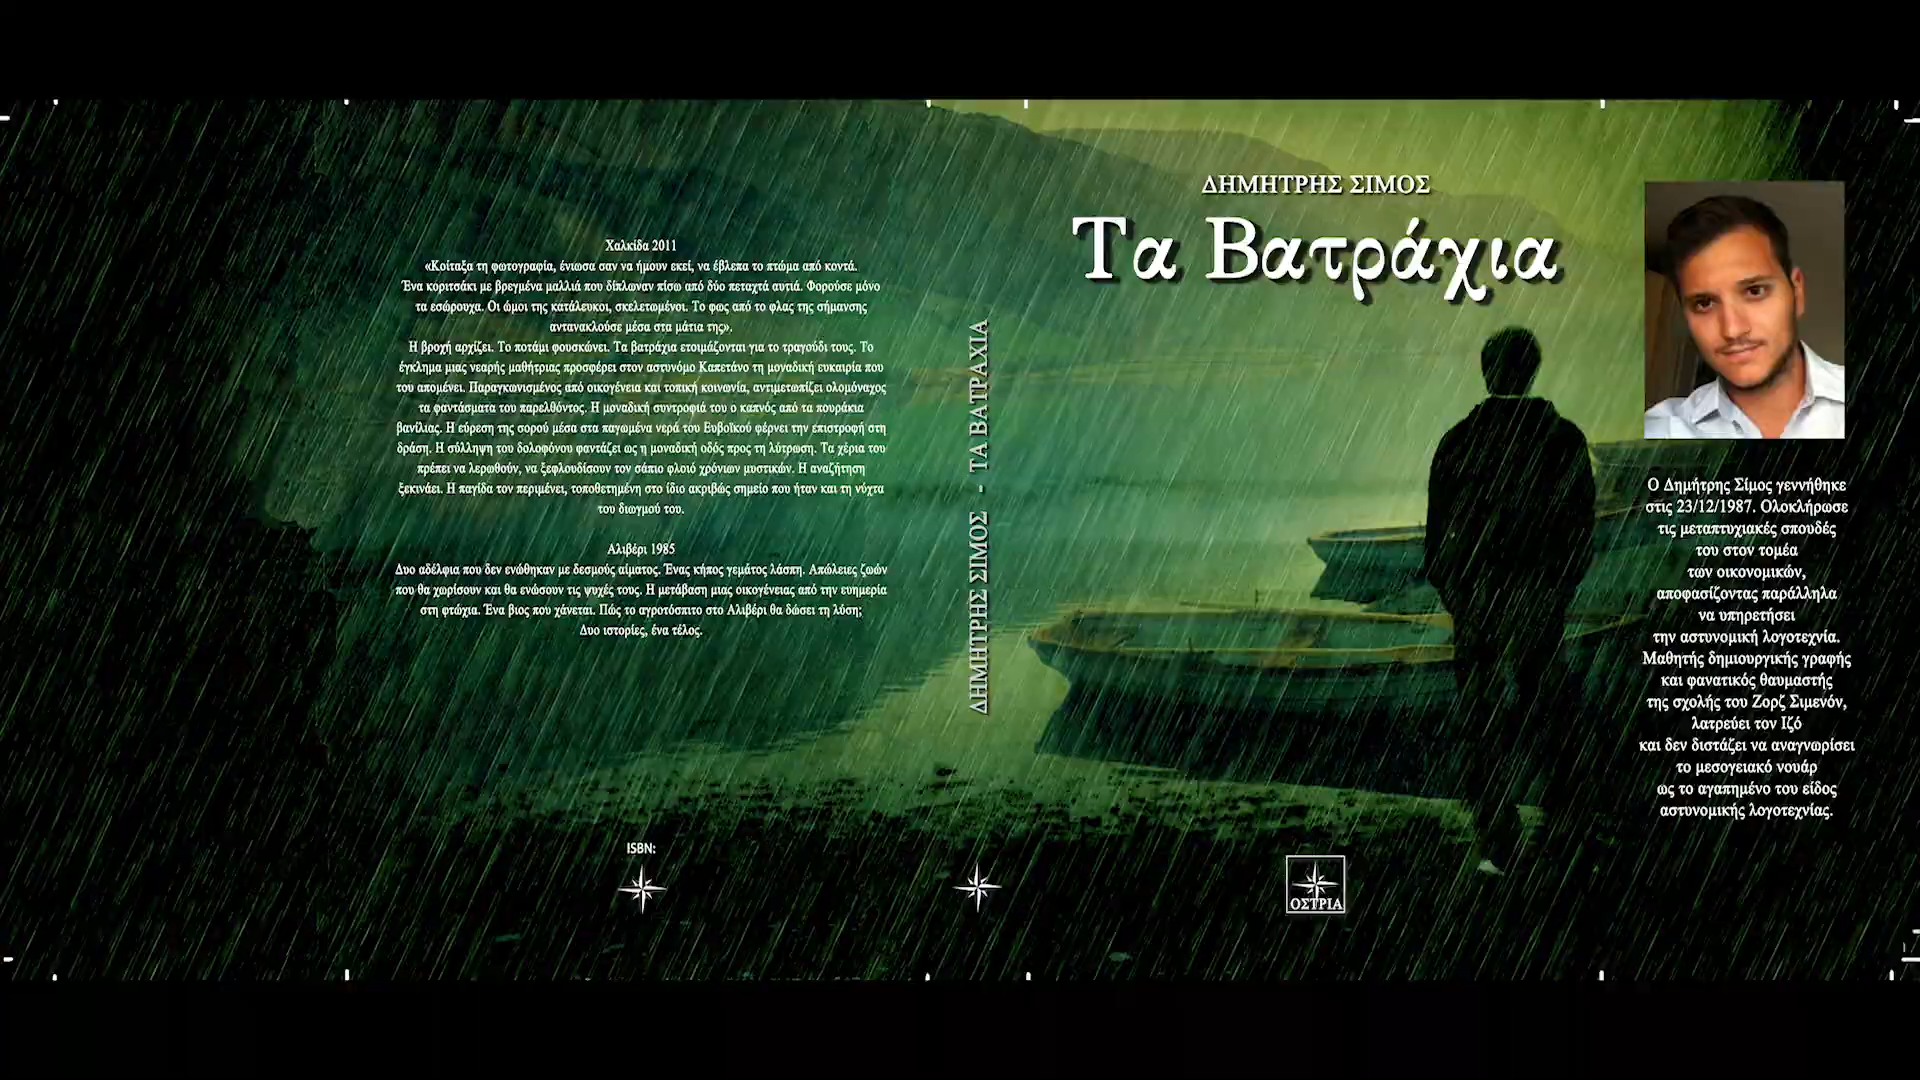 Χαλκίδα 2011
«Κοίταξα τη φωτογραφία, ένιωσα σαν να ήμουν εκεί, να έβλεπα το πτώμα από κοντά.
Ένα κοριτσάκι με βρεγμένα μαλλιά που δίπλωναν πίσω από δύο πεταχτά αυτιά. Φορούσε μόνο
τα εσώρουχα. Οι ώμοι της κατάλευκοι, σκελετωμένοι. Το φως από το φλας της σήμανσης
αντανακλούσε μέσα στα μάτια της».
Η βροχή αρχίζει. Το ποτάμι φουσκώνει. Τα βατράχια ετοιμάζονται για το τραγούδι τους. Το
έγκλημα μιας νεαρής μαθήτριας προσφέρει στον αστυνόμο Καπετάνο τη μοναδική ευκαιρία που
του απομένει. Παραγκωνισμένος από οικογένεια και τοπική κοινωνία, αντιμετωπίζει ολομόναχος
τα φαντάσματα του παρελθόντος. Η μοναδική συντροφιά του ο καπνός από τα πουράκια
βανίλιας. Η εύρεση της σορού μέσα στα παγωμένα νερά του Ευβοϊκού φέρνει την επιστροφή στη
δράση. Η σύλληψη του δολοφόνου φαντάζει ως η μοναδική οδός προς τη λύτρωση. Τα χέρια του
πρέπει να λερωθούν, να ξεφλουδίσουν τον σάπιο φλοιό χρόνιων μυστικών. Η αναζήτηση
ξεκινάει. Η παγίδα τον περιμένει, τοποθετημένη στο ίδιο ακριβώς σημείο που ήταν και τη νύχτα
του διωγμού του.
Αλιβέρι 1985
Δυο αδέλφια που δεν ενώθηκαν με δεσμούς αίματος. Ένας κήπος γεμάτος λάσπη. Απώλειες ζωών
που θα χωρίσουν και θα ενώσουν τις ψυχές τους. Η μετάβαση μιας οικογένειας από την ευημερία
στη φτώχια. Ένα βιος που χάνεται. Πώς το αγροτόσπιτο στο Αλιβέρι θα δώσει τη λύση;
Δυο ιστορίες, ένα τέλος.
ISBN:
ΔΗΜΗΤΡΗΣ ΣΙΜΟΣ - ΤΑ ΒΑΤΡΑΧΙΑ
ΔΗΜΗΤΡΗΣ ΣΙΜΟΣ
Τα Βατράχια
ΟΣΤΡΙΑ
Ο Δημήτρης Σίμος γεννήθηκε
στις 23/12/1987. Ολοκλήρωσε
τις μεταπτυχιακές σπουδές
του στον τομέα
των οικονομικών,
αποφασίζοντας παράλληλα
να υπηρετήσει
την αστυνομική λογοτεχνία.
Μαθητής δημιουργικής γραφής
και φανατικός θαυμαστής
της σχολής του Ζορζ Σιμενόν,
λατρεύει τον Ιζό
και δεν διστάζει να αναγνωρίσει
το μεσογειακό νουάρ
ως το αγαπημένο του είδος
αστυνομικής λογοτεχνίας.